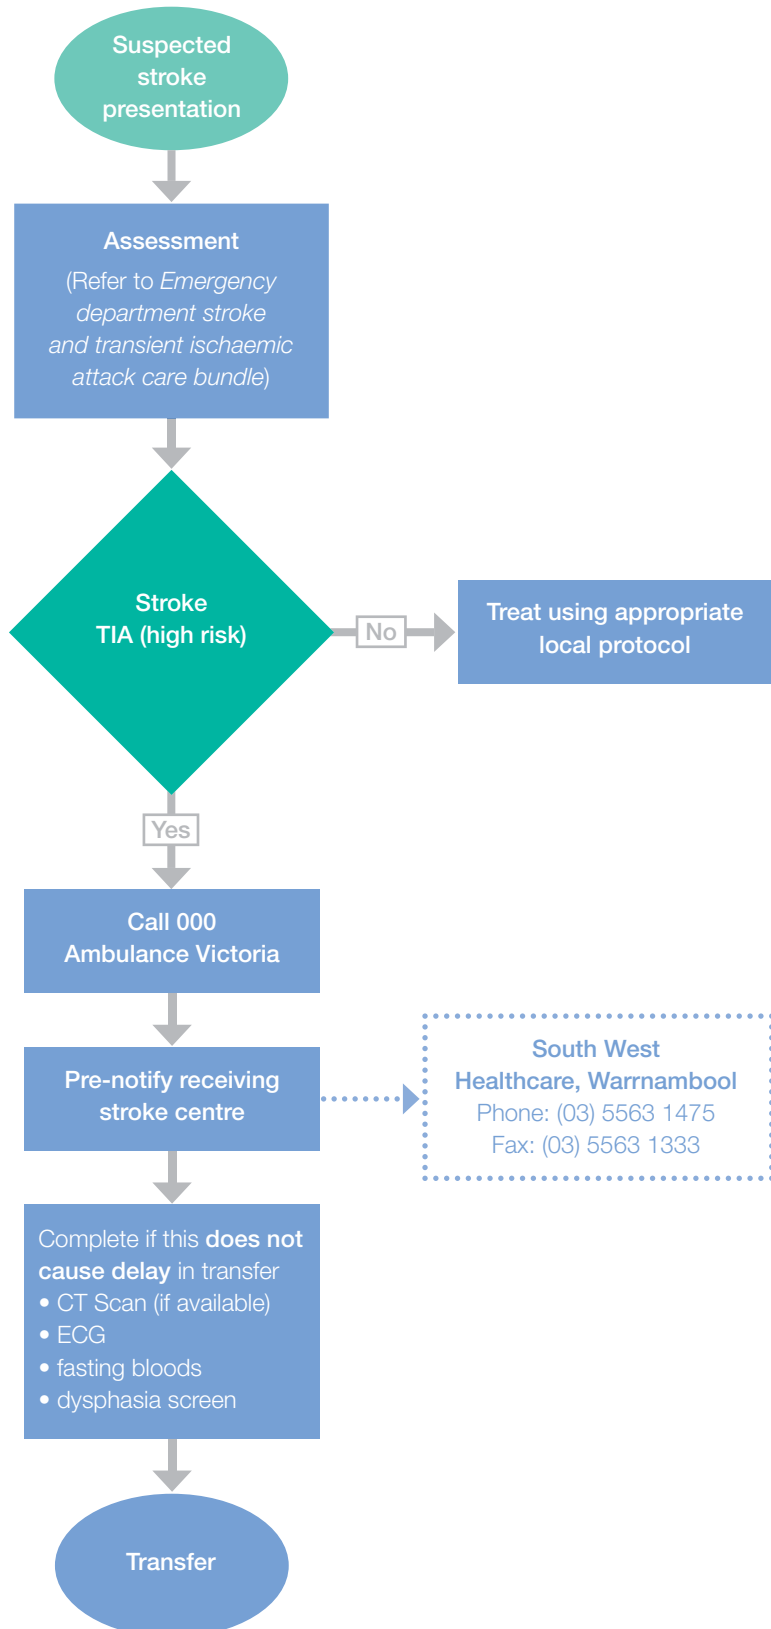 Suspected
stroke
presentation
Assessment
(Refer to Emergency
department stroke
and transient ischaemic
attack care bundle)
Stroke
TIA (high risk)
No
Treat using appropriate
local protocol
Yes
Call 000
Ambulance Victoria
Pre-notify receiving
stroke centre
South West
Healthcare, Warrnambool
Phone: (03) 5563 1475
Fax: (03) 5563 1333
Complete if this does not
cause delay in transfer
• CT Scan (if available)
• ECG
• fasting bloods
• dysphasia screen
Transfer